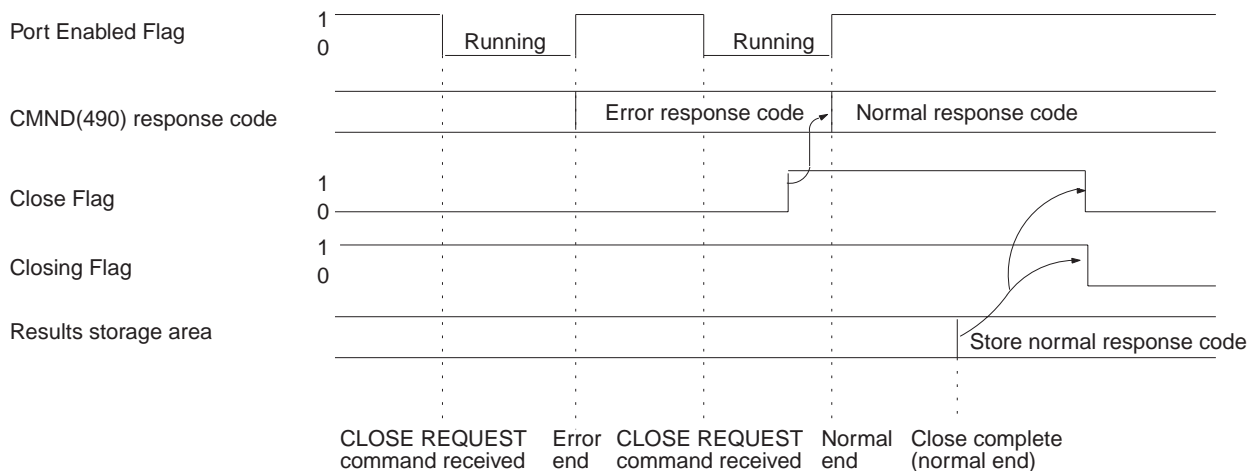 Port Enabled Flag
1
0
Running
Running
CMND(490) response code
Error response code
Normal response code
Close Flag
1
0
Closing Flag
1
0
Results storage area
Store normal response code
CLOSE REQUEST
command received
Error
end
CLOSE REQUEST
command received
Normal
end
Close complete
(normal end)